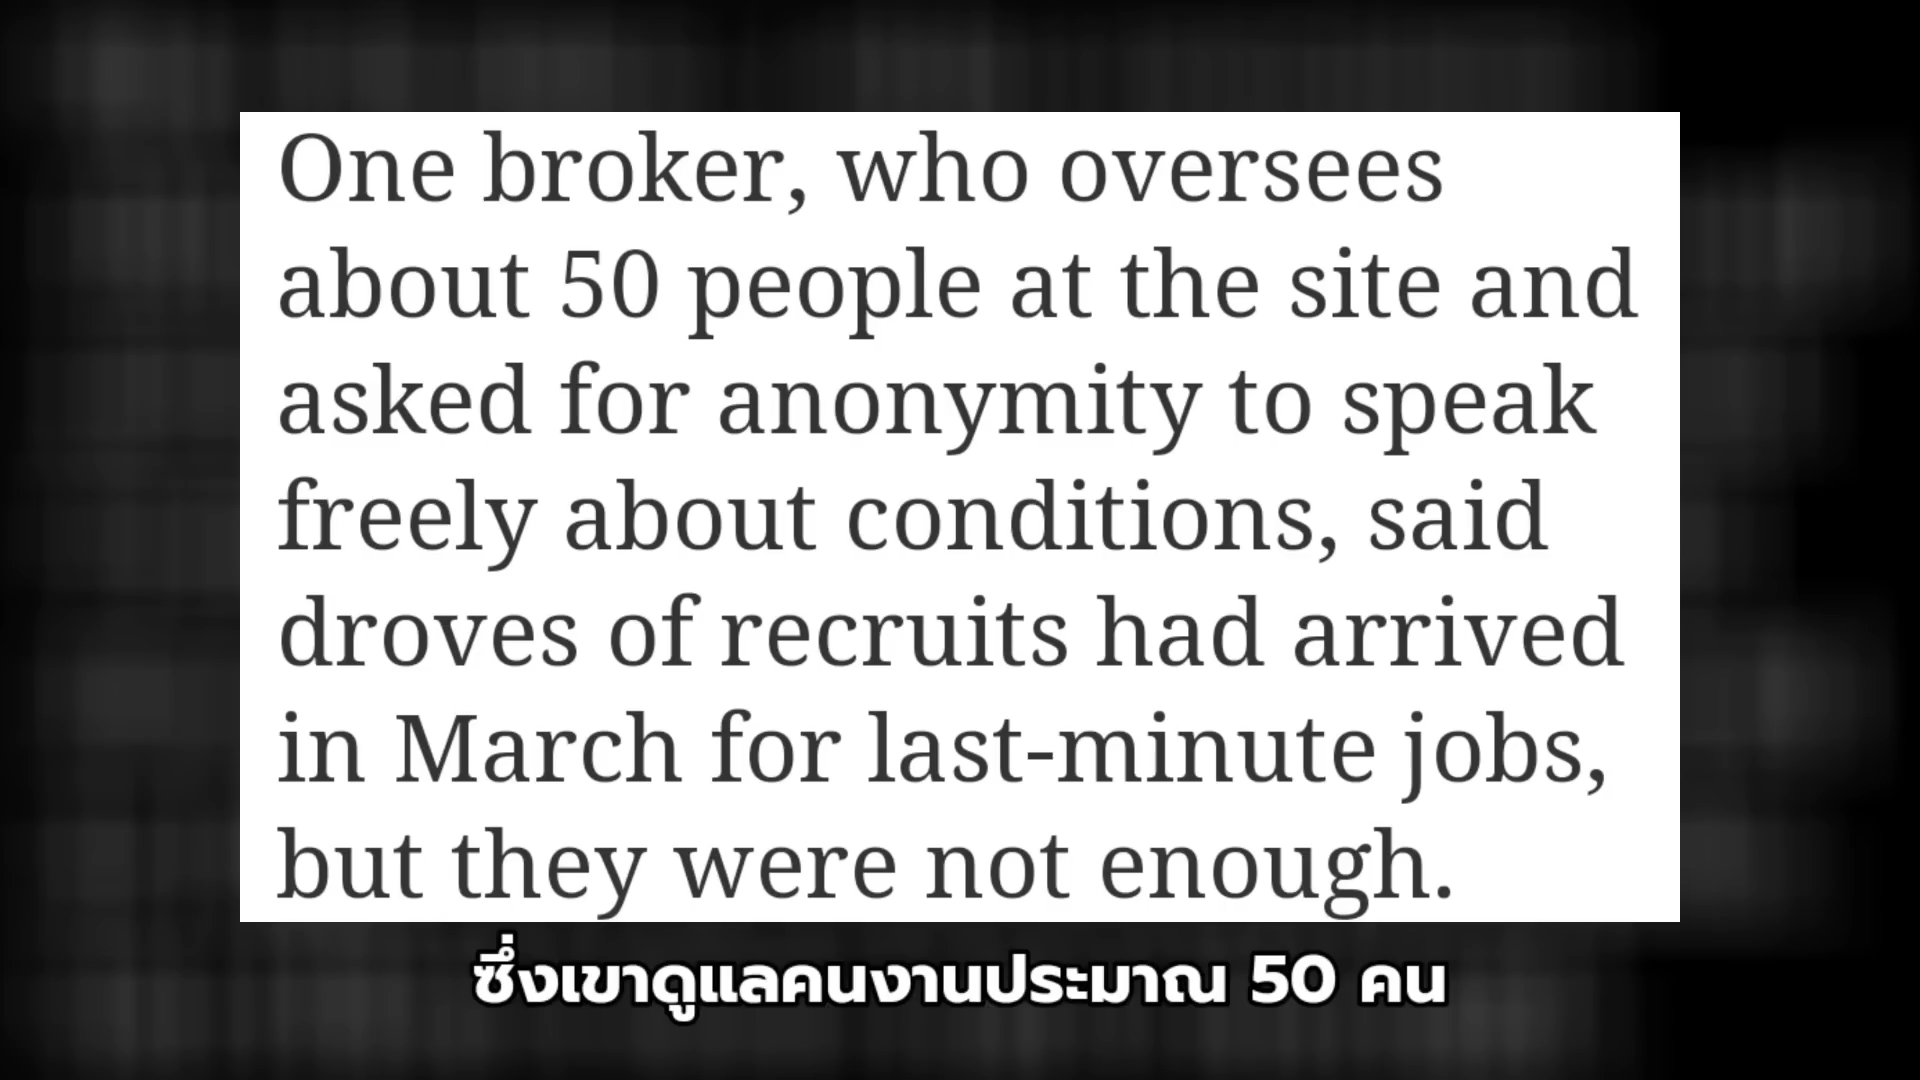 One broker, who oversees
about 50 people at the site and
asked for anonymity to speak
freely about conditions, said
droves of recruits had arrived
in March for last-minute jobs,
but they were not enough.
ซึ่งเขาดูแลคนงานประมาณ 50 คน